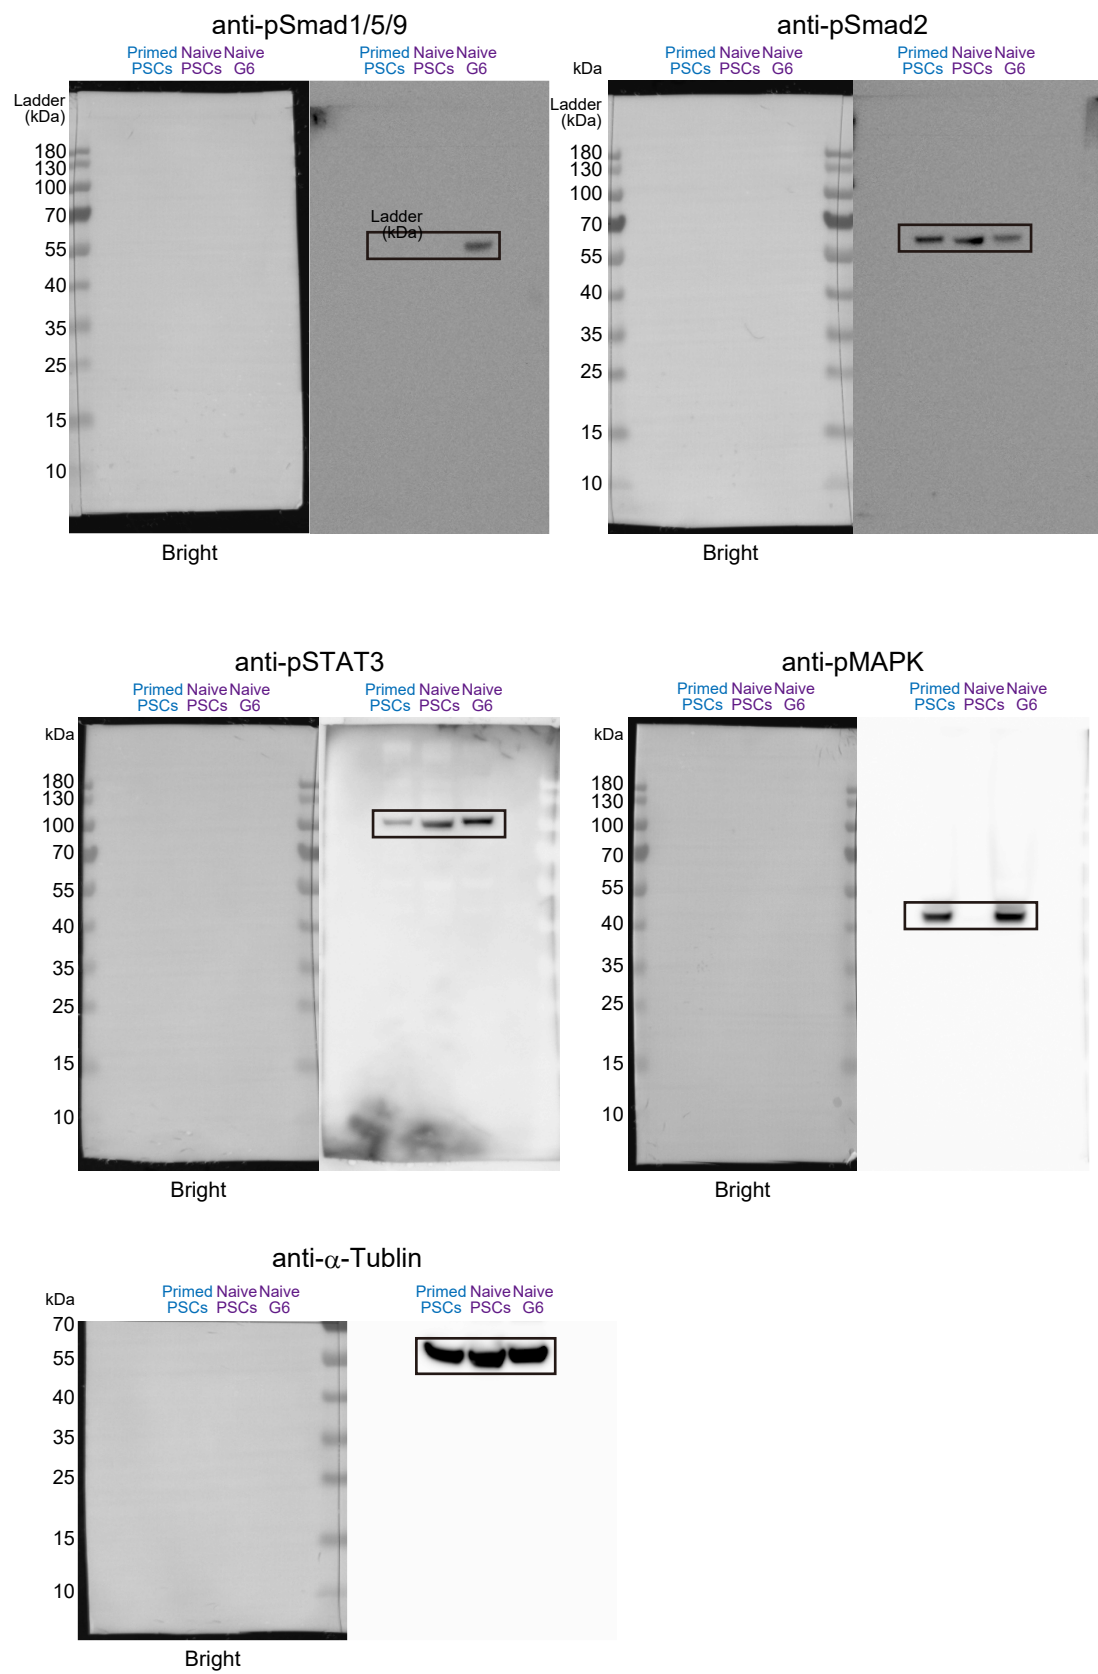 anti-pSmad1/5/9
Primed Naive Naive
PSCs PSCs G6
Primed Naive Naive
PSCs PSCs G6
Ladder
(kDa)
180
130
100
70
55
40
35
25
15
10
Ladder
(kDa)
Bright
anti-pSmad2
kDa
Primed Naive Naive
PSCs PSCs G6
Primed Naive Naive
PSCs PSCs G6
Ladder
(kDa)
180
130
100
70
55
40
35
25
15
10
Bright
anti-pSTAT3
Primed Naive Naive
PSCs PSCs G6
Primed Naive Naive
PSCs PSCs G6
kDa
180
130
100
70
55
40
35
25
15
10
Bright
anti-pMAPK
Primed Naive Naive
PSCs PSCs G6
Primed Naive Naive
PSCs PSCs G6
kDa
180
130
100
70
55
40
35
25
15
10
Bright
anti-α-Tublin
Primed Naive Naive
PSCs PSCs G6
Primed Naive Naive
PSCs PSCs G6
kDa
70
55
40
35
25
15
10
Bright